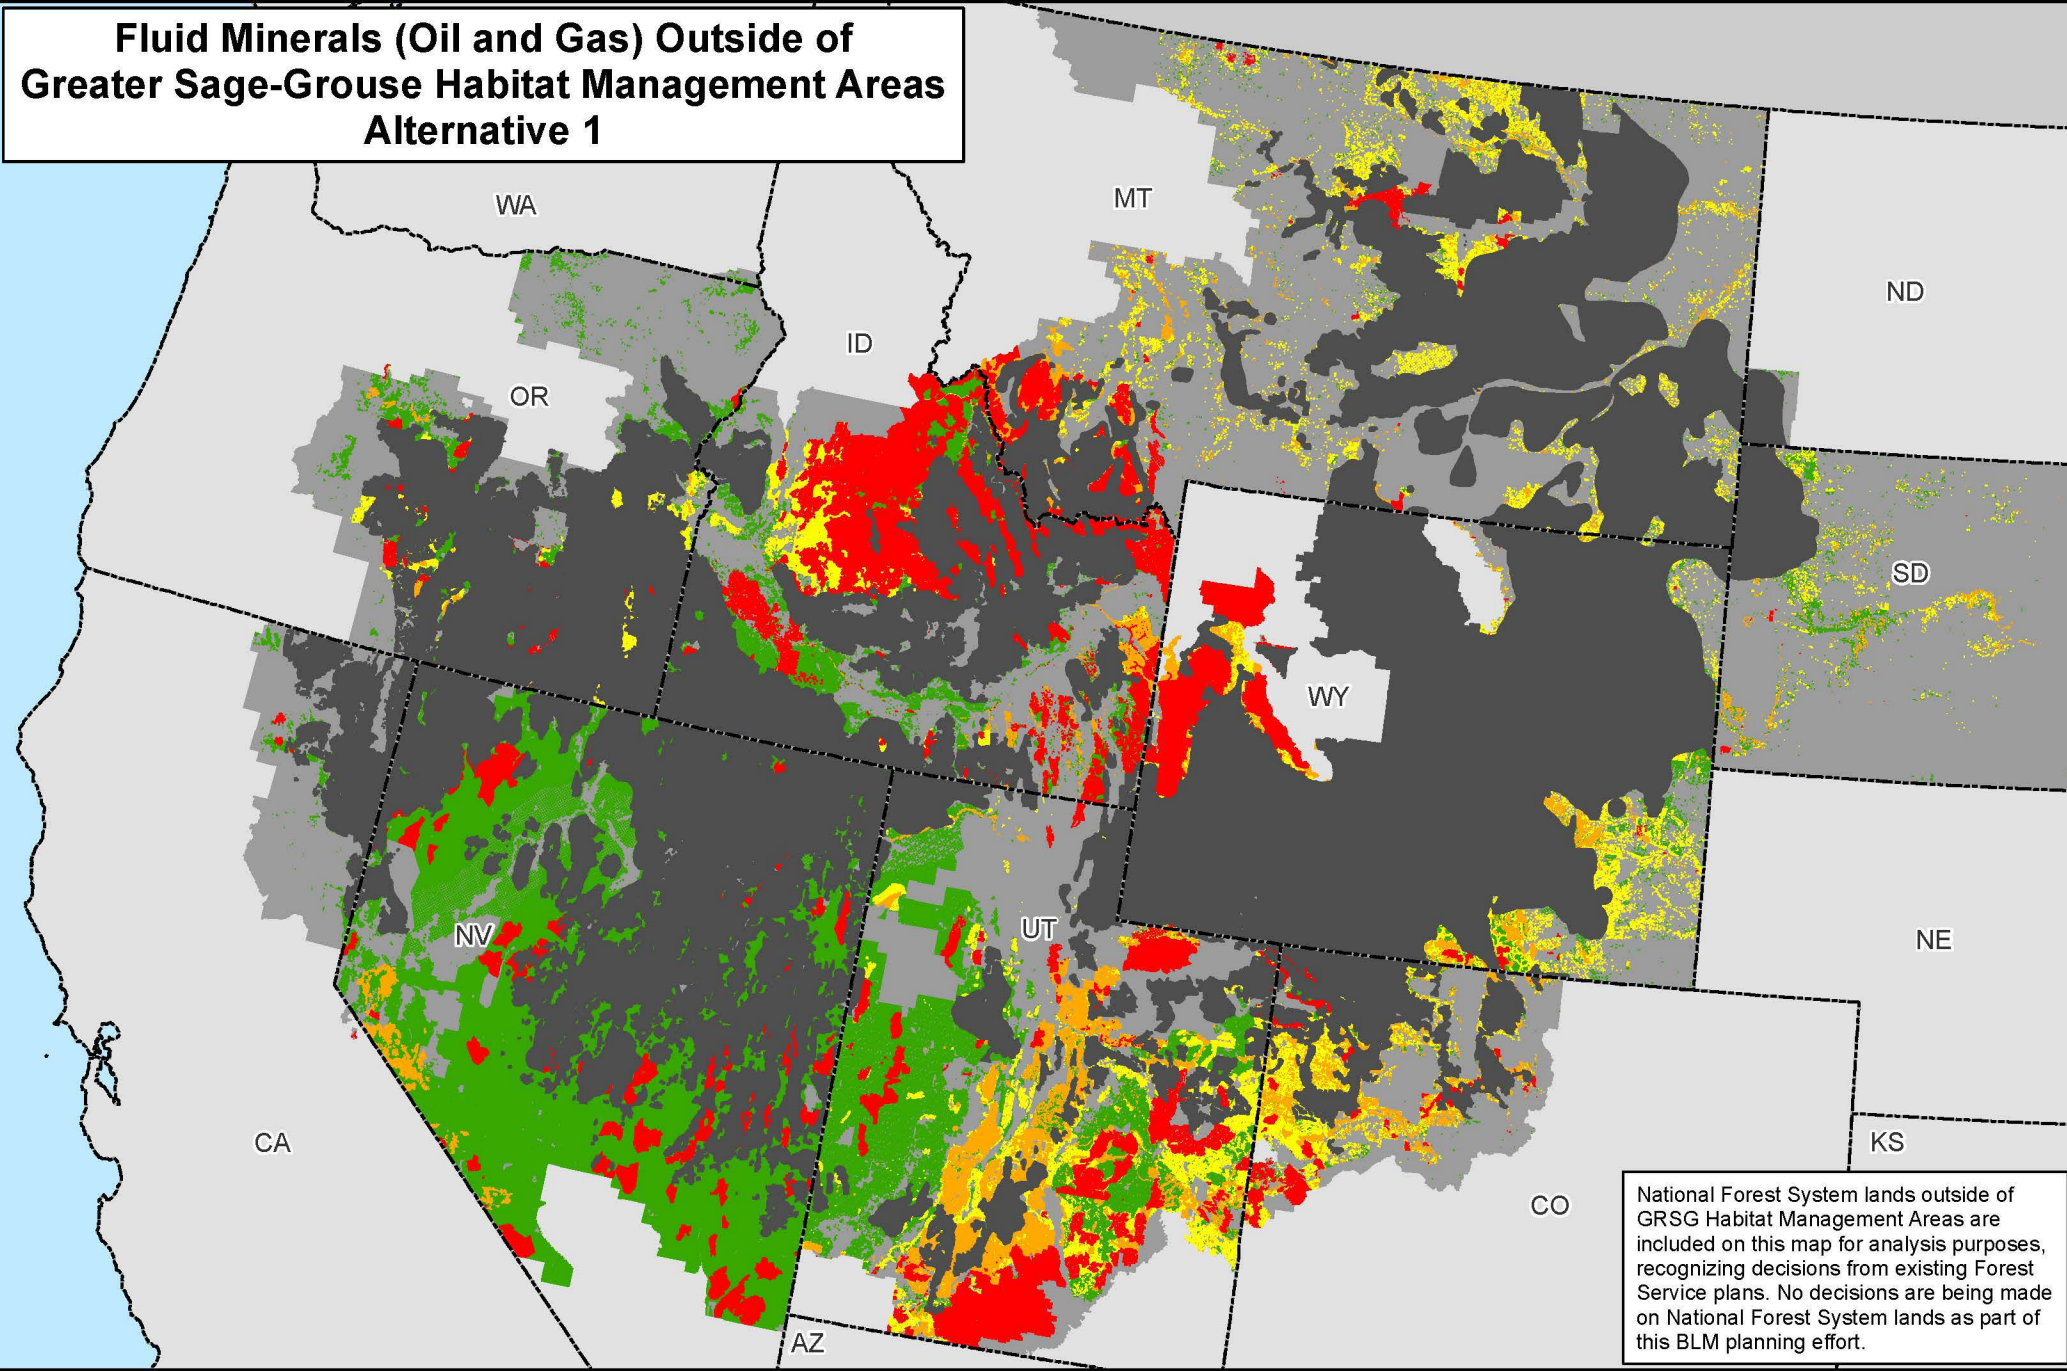 Fluid Minerals (Oil and Gas) Outside of
Greater Sage-Grouse Habitat Management Areas
Alternative 1
WA
MT
ND
ID
OR
SD
WY
NV
UT
NE
CA
KS
CO
AZ
National Forest System lands outside of
GRSG Habitat Management Areas are
included on this map for analysis purposes,
recognizing decisions from existing Forest
Service plans. No decisions are being made
on National Forest System lands as part of
this BLM planning effort.